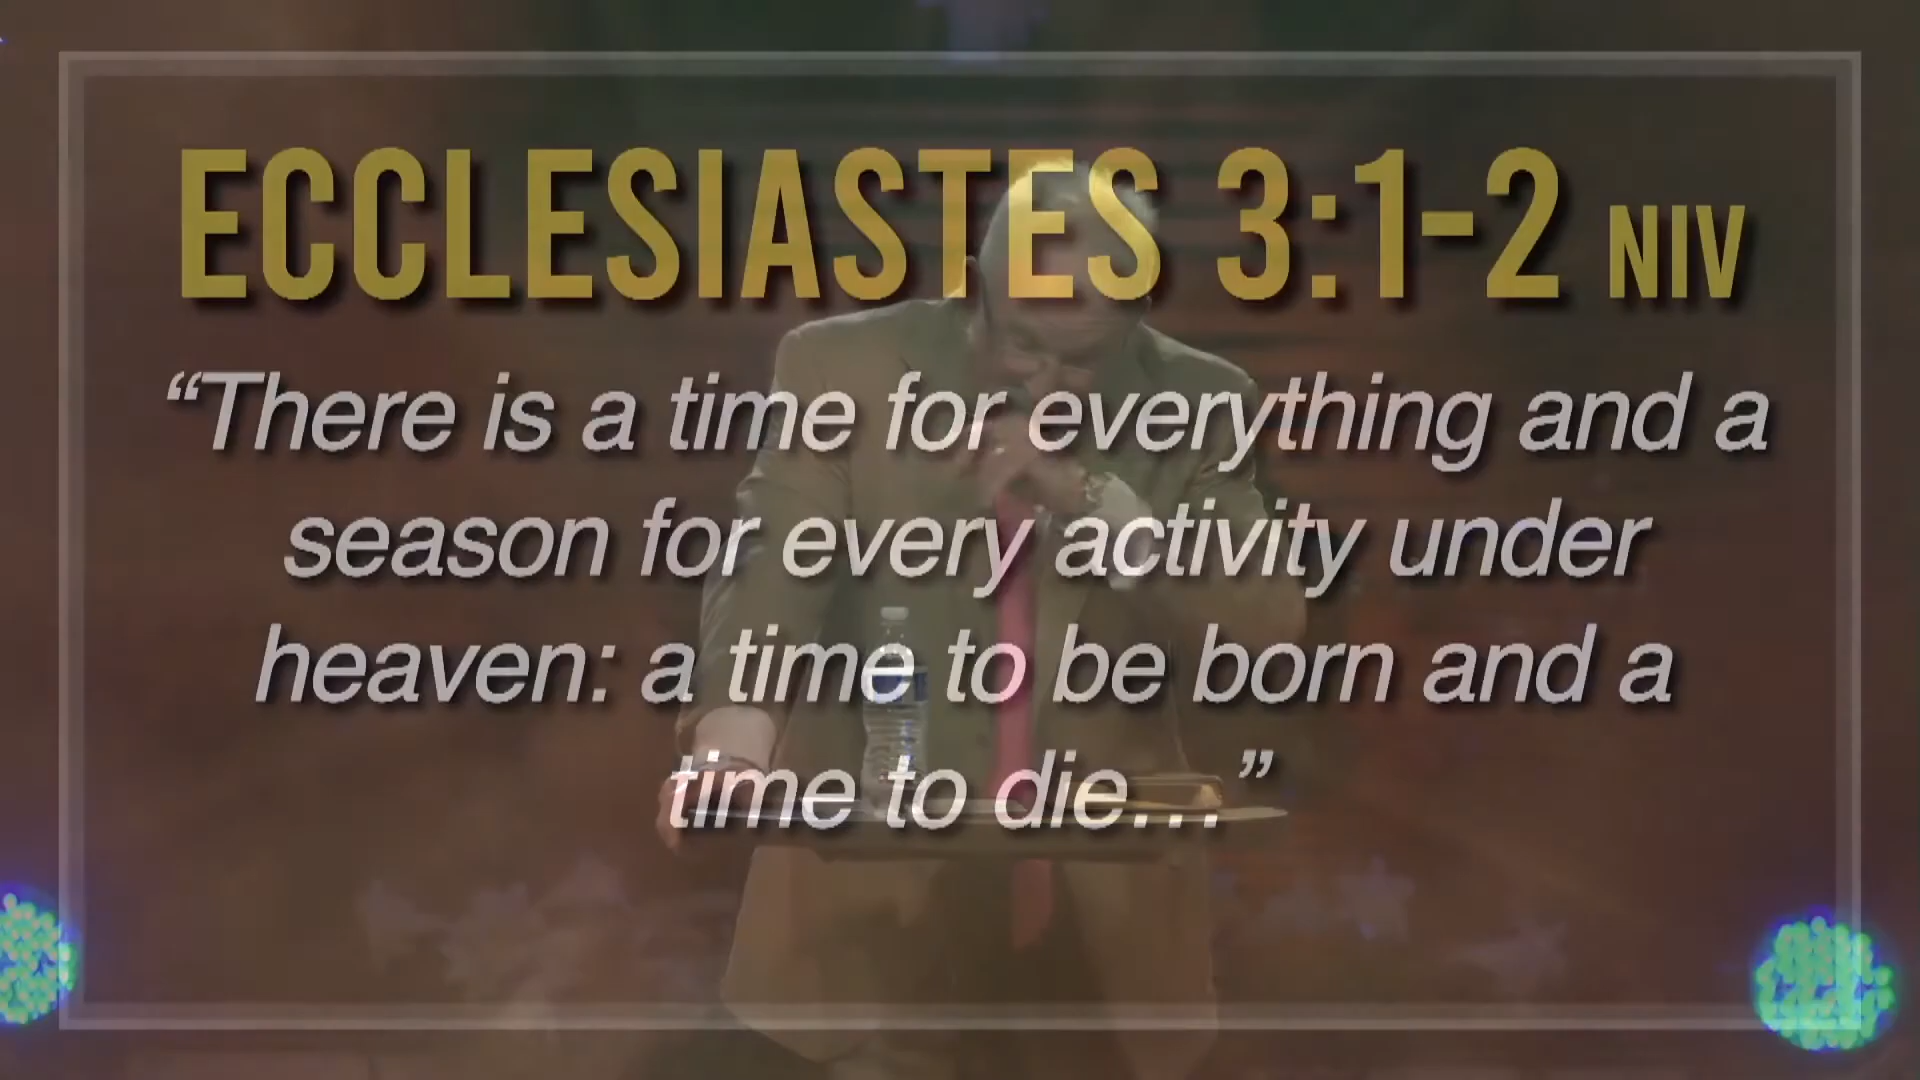 ECCLESIASTES 3:1-2 NIV
“There is a time for everything and a
season for every activity under
heaven: a time to be born and a
time to die…”